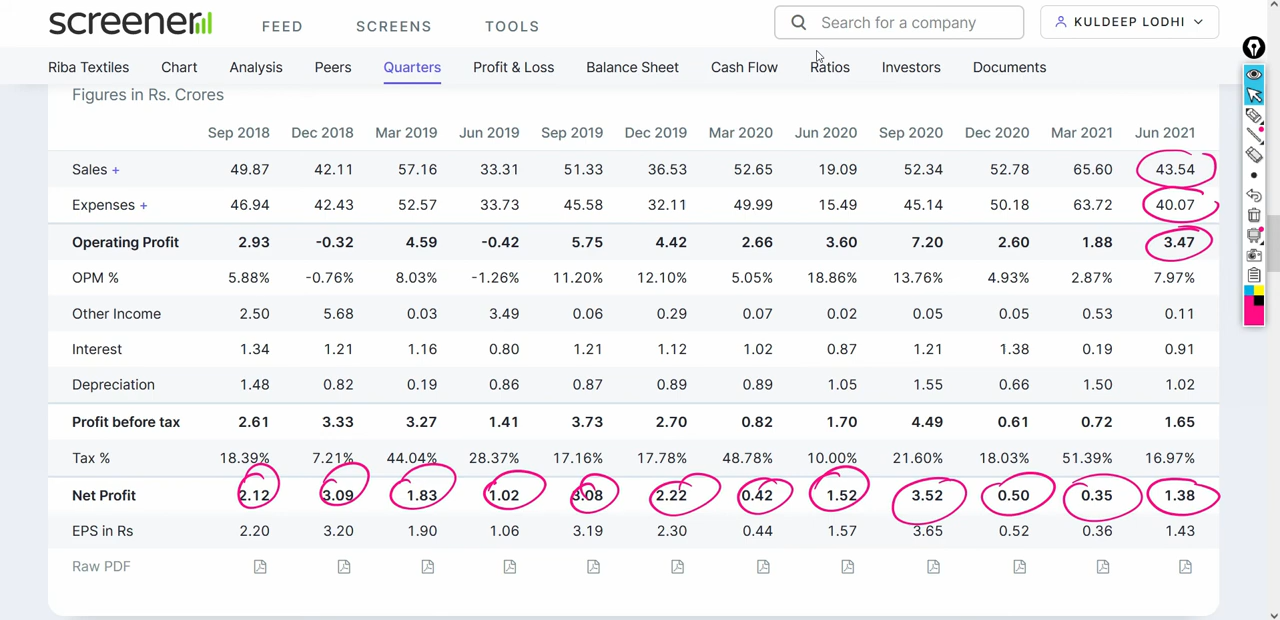 screener
FEED SCREENS TOOLS Search for a company KULDEEP LODHI
Riba Textiles Chart Analysis Peers Quarters Profit & Loss Balance Sheet Cash Flow Ratios Investors Documents
Figures in Rs. Crores
Sep 2018 Dec 2018 Mar 2019 Jun 2019 Sep 2019 Dec 2019 Mar 2020 Jun 2020 Sep 2020 Dec 2020 Mar 2021 Jun 2021
Sales + 49.87 42.11 57.16 33.31 51.33 36.53 52.65 19.09 52.34 52.78 65.60 43.54
Expenses + 46.94 42.43 52.57 33.73 45.58 32.11 49.99 15.49 45.14 50.18 63.72 40.07
Operating Profit 2.93 -0.32 4.59 -0.42 5.75 4.42 2.66 3.60 7.20 2.60 1.88 3.47
OPM % 5.88% -0.76% 8.03% -1.26% 11.20% 12.10% 5.05% 18.86% 13.76% 4.93% 2.87% 7.97%
Other Income 2.50 5.68 0.03 3.49 0.06 0.29 0.07 0.02 0.05 0.05 0.53 0.11
Interest 1.34 1.21 1.16 0.80 1.21 1.12 1.02 0.87 1.21 1.38 0.19 0.91
Depreciation 1.48 0.82 0.19 0.86 0.87 0.89 0.89 1.05 1.55 0.66 1.50 1.02
Profit before tax 2.61 3.33 3.27 1.41 3.73 2.70 0.82 1.70 4.49 0.61 0.72 1.65
Tax % 18.39% 7.21% 44.04% 28.37% 17.16% 17.78% 48.78% 10.00% 21.60% 18.03% 51.39% 16.97%
Net Profit 2.12 3.09 1.83 1.02 3.08 2.22 0.42 1.52 3.52 0.50 0.35 1.38
EPS in Rs 2.20 3.20 1.90 1.06 3.19 2.30 0.44 1.57 3.65 0.52 0.36 1.43
Raw PDF